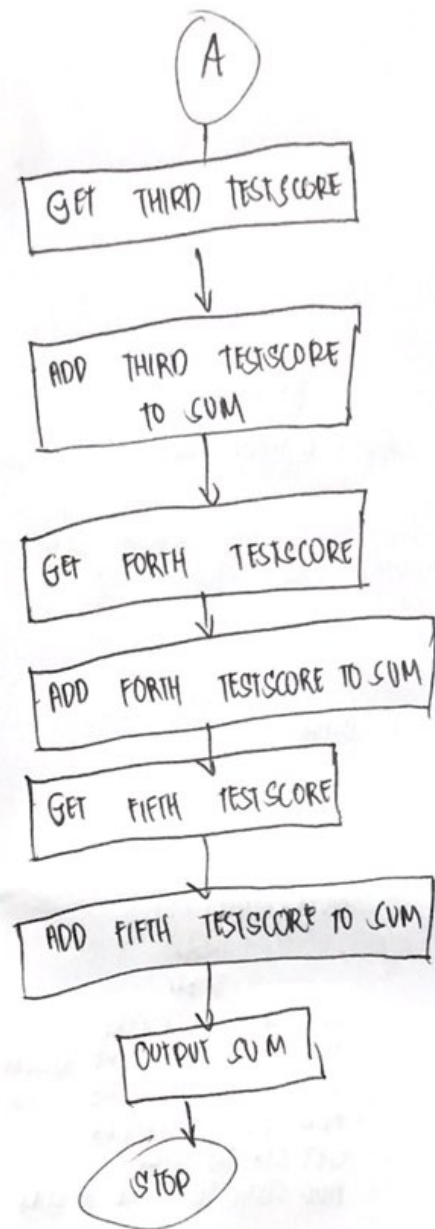 A
GET THIRD TESTSCORE
ADD THIRD TESTSCORE
TO SUM
GET FORTH TESTSCORE
ADD FORTH TESTSCORE TO SUM
GET FIFTH TESTSCORE
ADD FIFTH TESTSCORE TO SUM
OUTPUT SUM
STOP